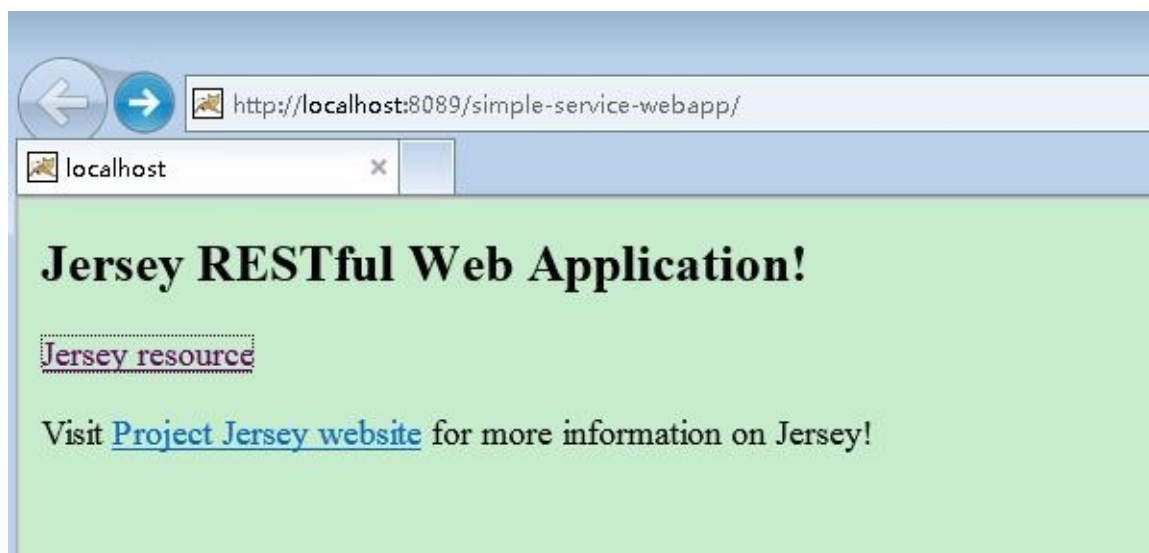 http://localhost:8089/simple-service-webapp/
localhost
Jersey RESTful Web Application!
Jersey resource
Visit Project Jersey website for more information on Jersey!